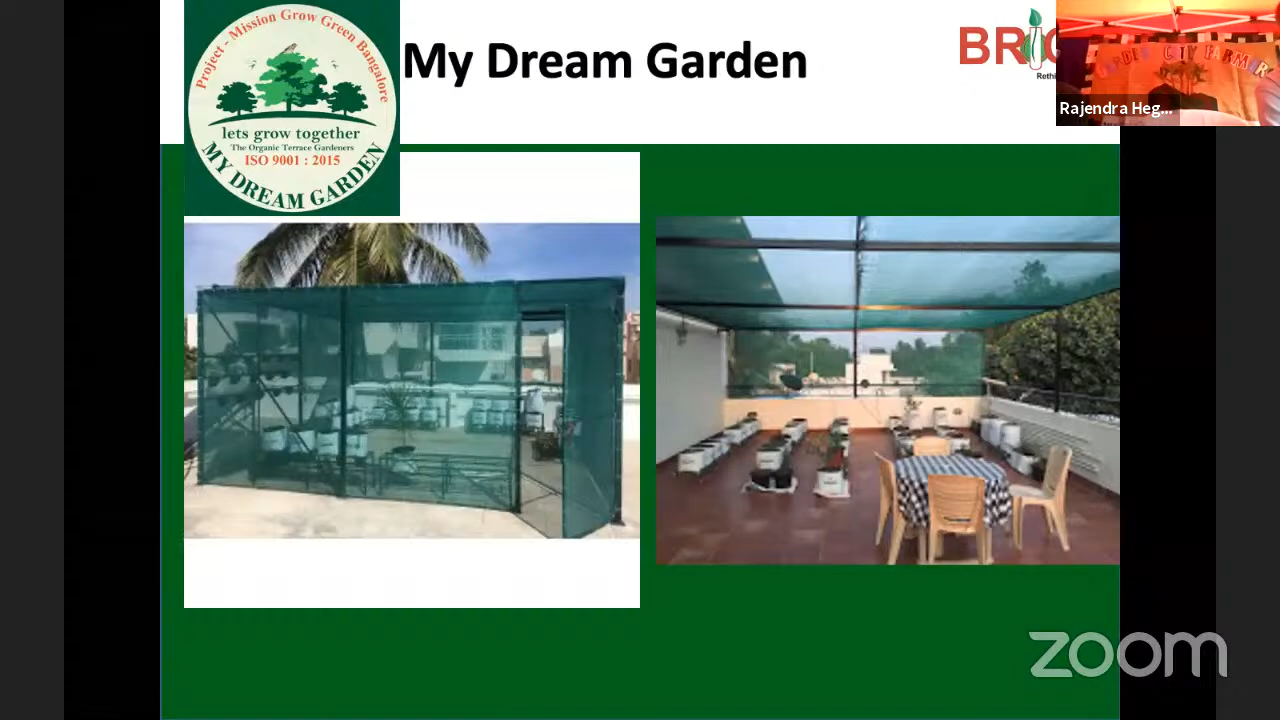 Project - Mission Grow Green Bangalore
lets grow together
The Organic Terrace Gardeners
ISO 9001 : 2015
MY DREAM GARDEN
My Dream Garden
Rajendra Heg...
zoom